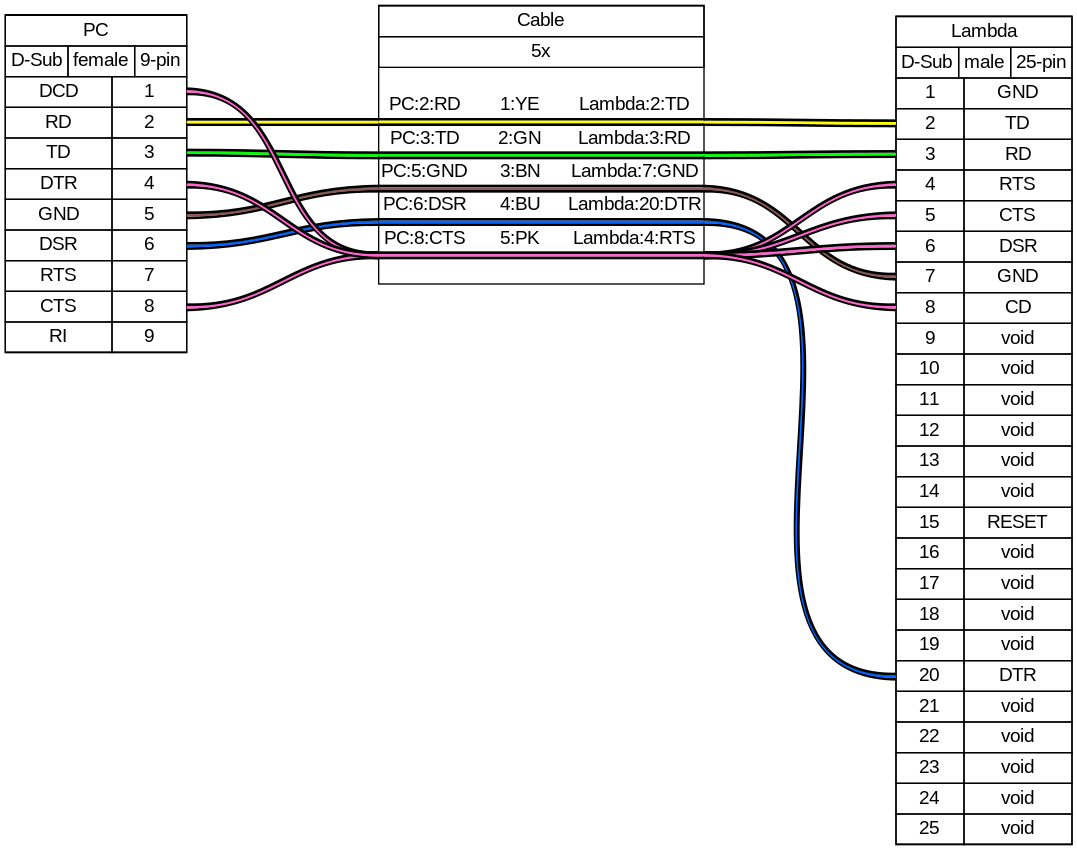 PC
D-Sub female 9-pin
DCD 1
RD 2
TD 3
DTR 4
GND 5
DSR 6
RTS 7
CTS 8
RI 9
Cable
5x
PC:2:RD 1:YE Lambda:2:TD
PC:3:TD 2:GN Lambda:3:RD
PC:5:GND 3:BN Lambda:7:GND
PC:6:DSR 4:BU Lambda:20:DTR
PC:8:CTS 5:PK Lambda:4:RTS
Lambda
D-Sub male 25-pin
1 GND
2 TD
3 RD
4 RTS
5 CTS
6 DSR
7 GND
8 CD
9 void
10 void
11 void
12 void
13 void
14 void
15 RESET
16 void
17 void
18 void
19 void
20 DTR
21 void
22 void
23 void
24 void
25 void